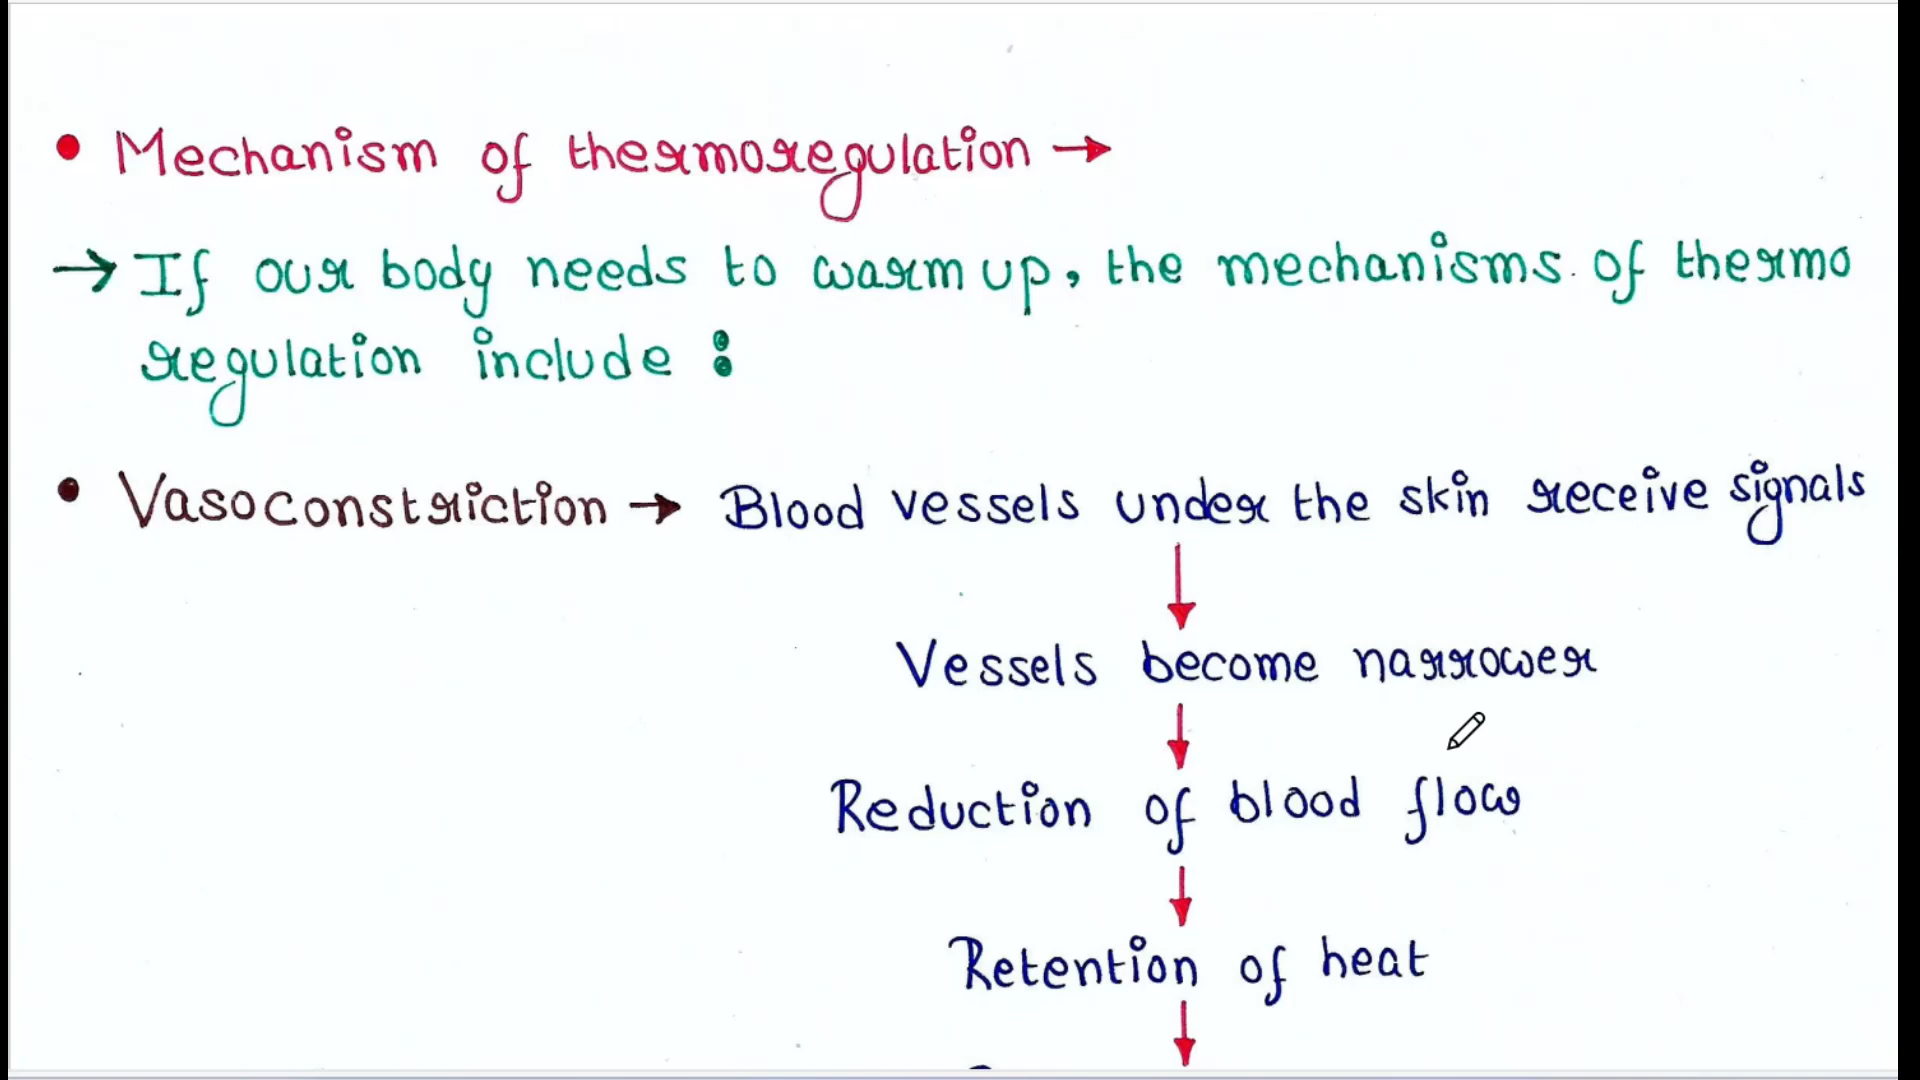 • Mechanism of thermoregulation →
→ If our body needs to warm up, the mechanisms of thermo
regulation include :
• Vasoconstriction → Blood vessels under the skin receive signals
Vessels become narrower
Reduction of blood flow
Retention of heat